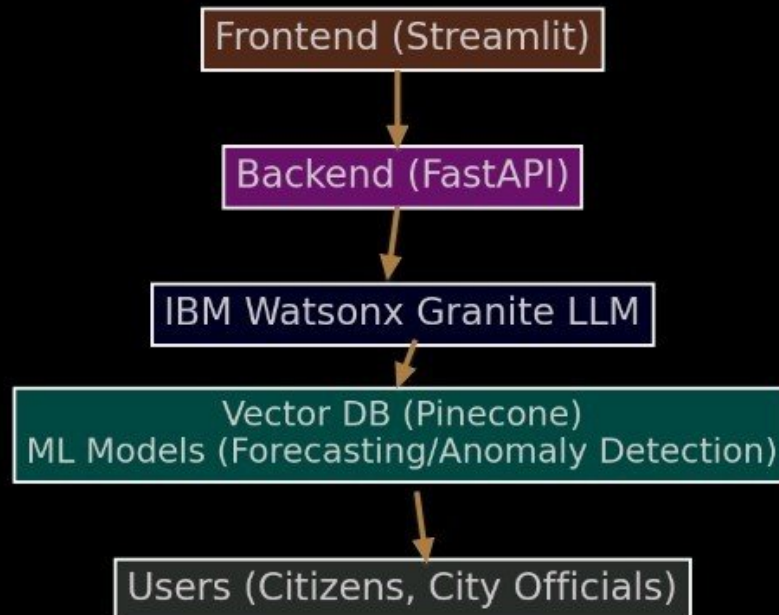 Frontend (Streamlit)
Backend (FastAPI)
IBM Watsonx Granite LLM
Vector DB (Pinecone)
ML Models (Forecasting/Anomaly Detection)
Users (Citizens, City Officials)